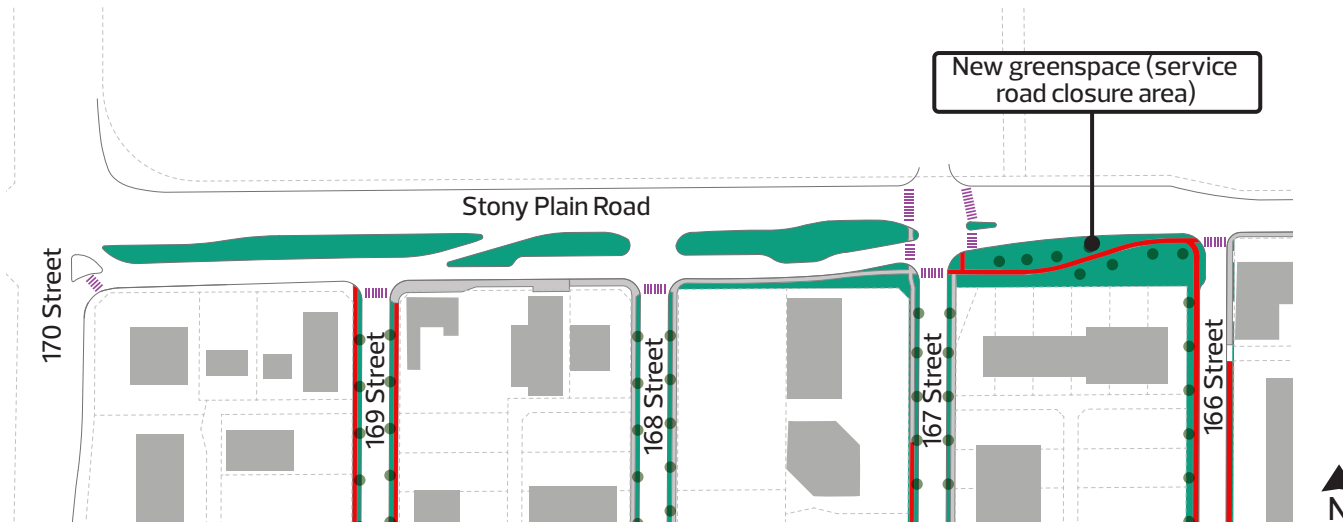 New greenspace (service
road closure area)
Stony Plain Road
170 Street
169 Street
168 Street
167 Street
166 Street
N